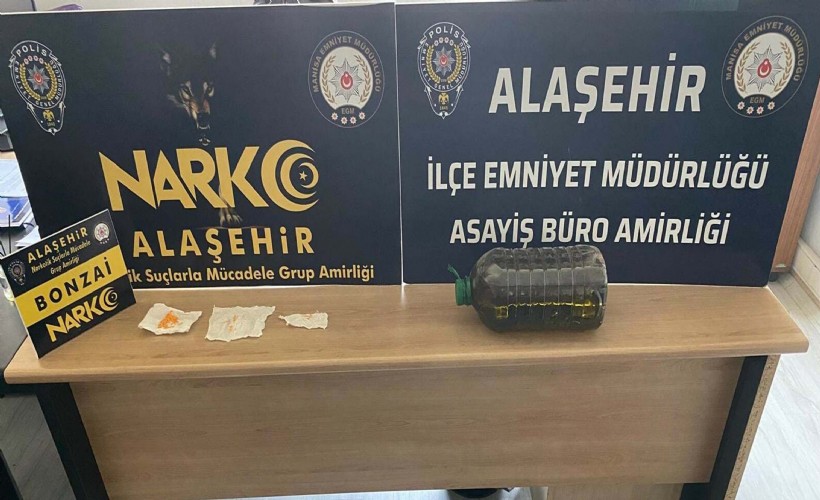 POLİS
MANİSA EMNİYET MÜDÜRLÜĞÜ
EGM
NARKO
ALAŞEHİR
Suçlarla Mücadele Grup Amirliği
POLİS
MANİSA EMNİYET MÜDÜRLÜĞÜ
EGM
ALAŞEHİR
İLÇE EMNİYET MÜDÜRLÜĞÜ
ASAYİŞ BÜRO AMİRLİĞİ
ALAŞEHİR
Narkotik Suçlarla Mücadele
Grup Amirliği
BONZAİ
NARKO